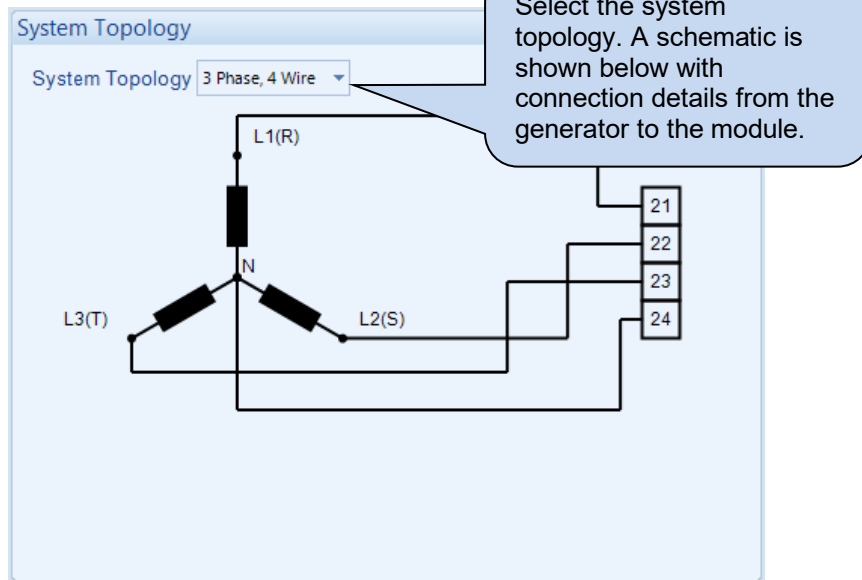 System Topology
Select the system
topology. A schematic is
shown below with
connection details from the
generator to the module.
System Topology 3 Phase, 4 Wire
L1(R)
21
22
N
23
L3(T)
L2(S)
24